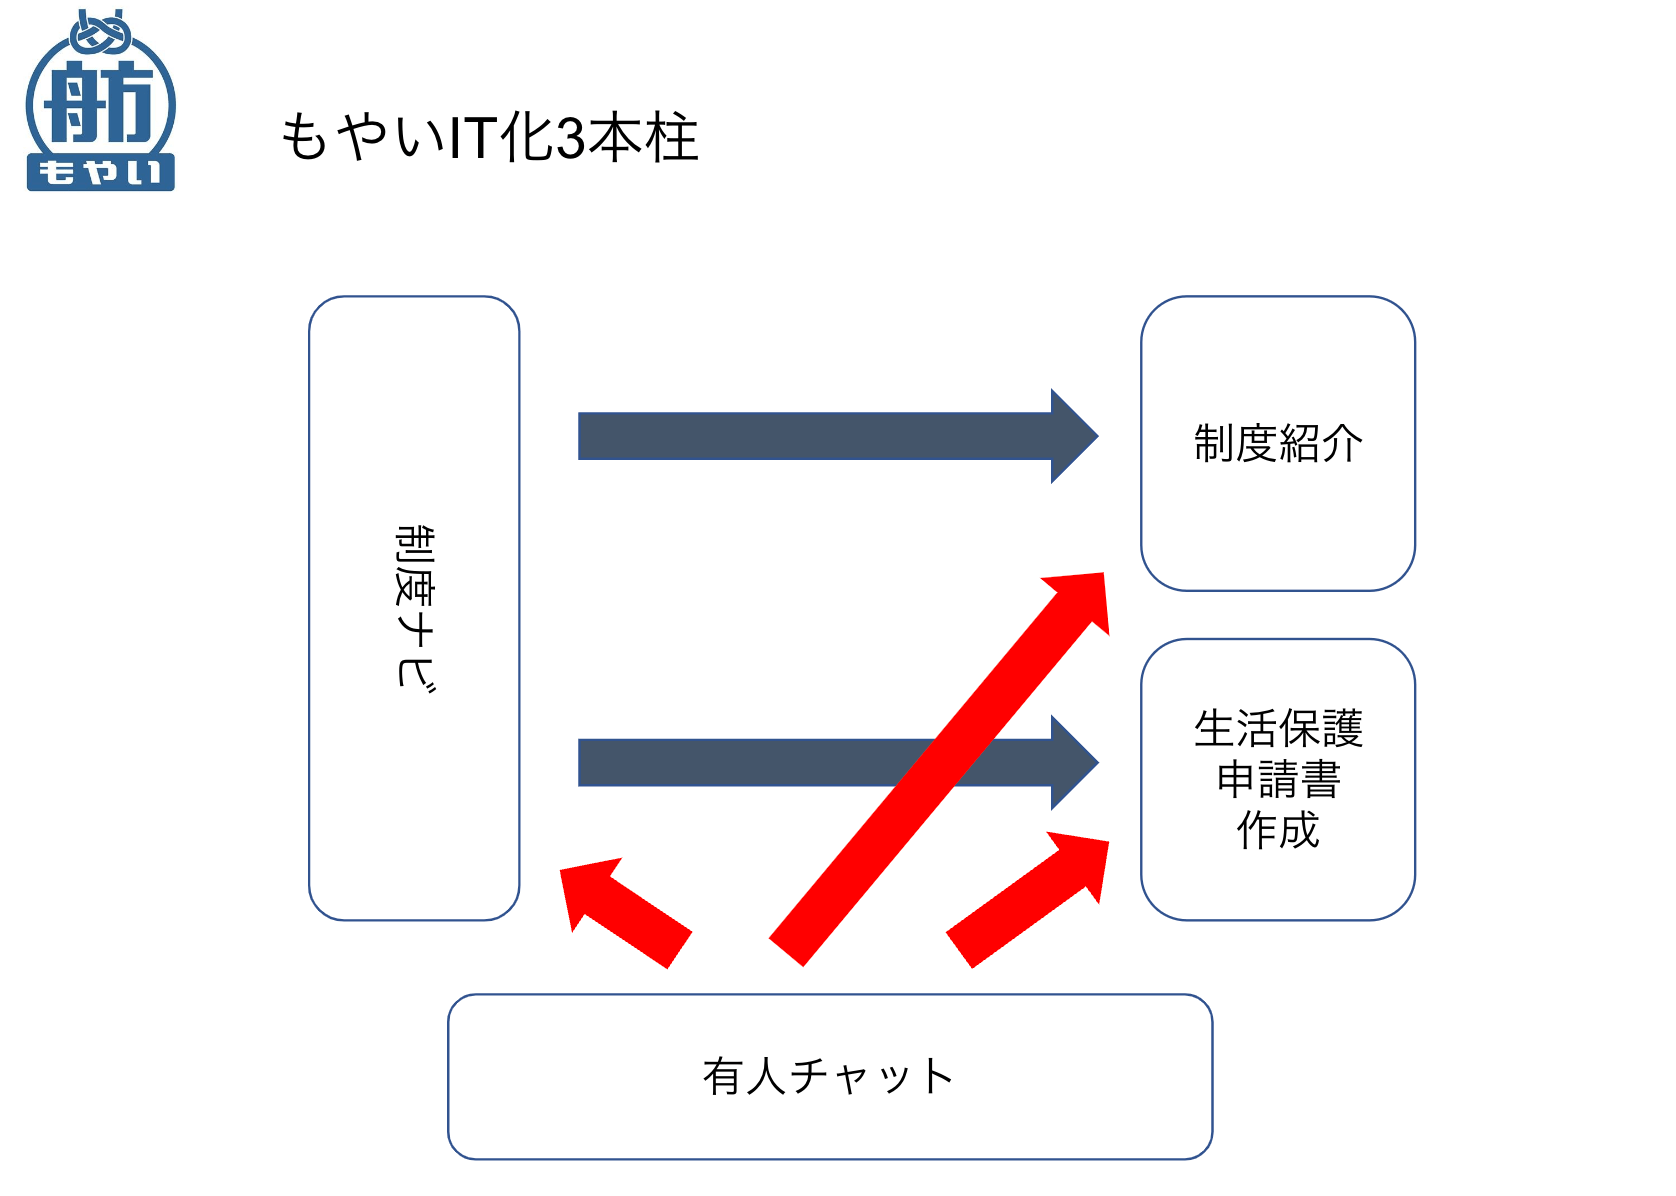 舫
もやい
もやいIT化3本柱
制度ナビ
制度紹介
生活保護
申請書
作成
有人チャット